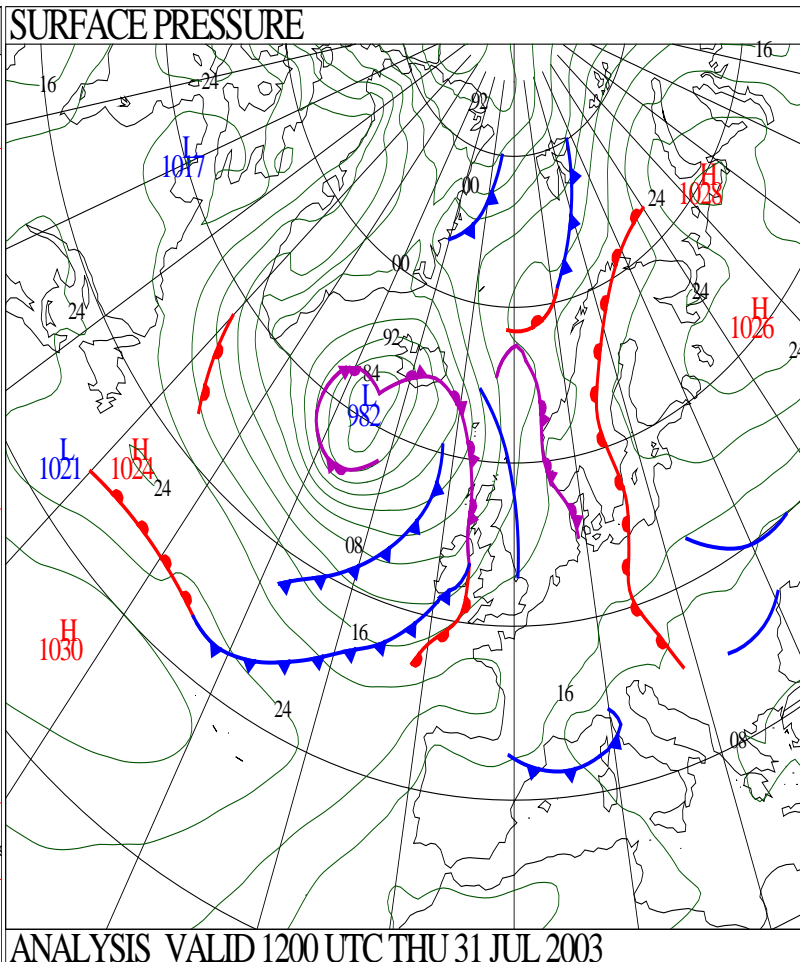 SURFACE PRESSURE
16
16
24
92
L
1017
00
H
1028
24
00
24
24
H
1026
92
24
84
L
982
L
1021
H
1024
24
08
16
H
1030
16
24
08
ANALYSIS VALID 1200 UTC THU 31 JUL 2003